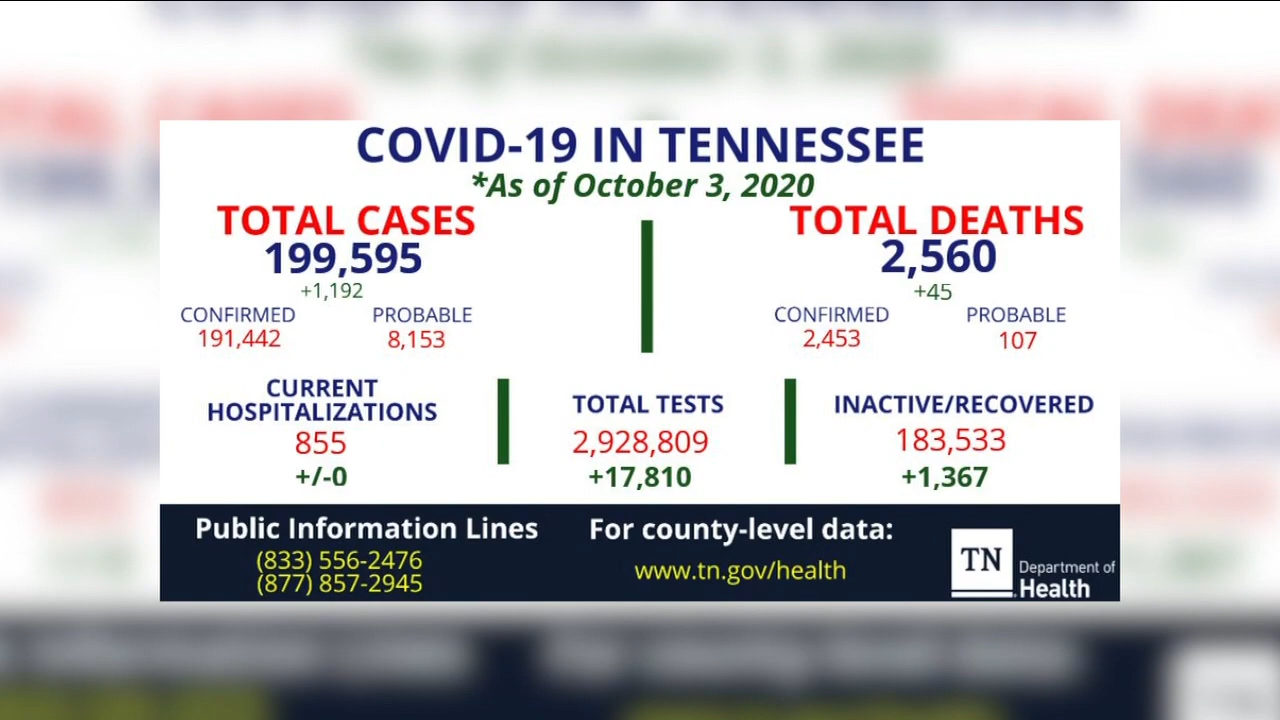 COVID-19 IN TENNESSEE
*As of October 3, 2020
TOTAL CASES
199,595
+1,192
CONFIRMED PROBABLE
191,442 8,153
TOTAL DEATHS
2,560
+45
CONFIRMED PROBABLE
2,453 107
CURRENT
HOSPITALIZATIONS
855
+/-0
TOTAL TESTS
2,928,809
+17,810
INACTIVE/RECOVERED
183,533
+1,367
Public Information Lines
(833) 556-2476
(877) 857-2945
For county-level data:
www.tn.gov/health
TN
Department of
Health